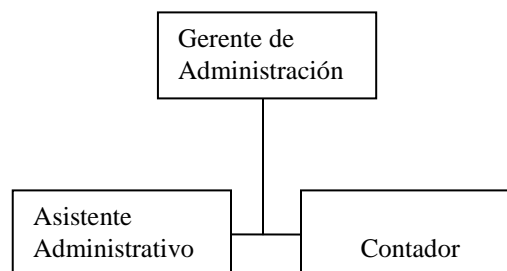 Gerente de
Administración
Asistente
Administrativo
Contador